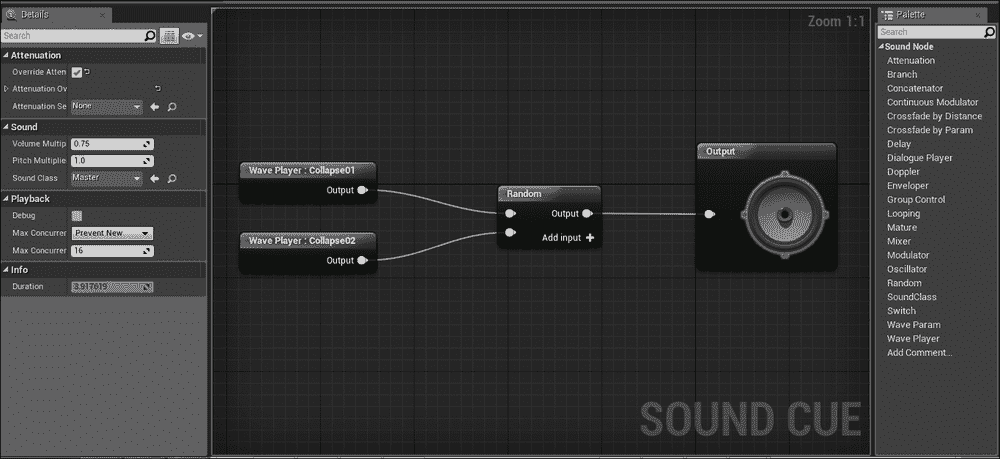 Details
Search
Attenuation
Override Atten
Attenuation Ov
Attenuation Se None
Sound
Volume Multip 0.75
Pitch Multiplie 1.0
Sound Class Master
Playback
Debug
Max Concurrer Prevent New
Max Concurrer 16
Info
Duration 3.917619
Zoom 1:1
Wave Player : Collapse01
Output
Wave Player : Collapse02
Output
Random
Output
Add input
Output
SOUND CUE
Palette
Search
Sound Node
Attenuation
Branch
Concatenator
Continuous Modulator
Crossfade by Distance
Crossfade by Param
Delay
Dialogue Player
Doppler
Enveloper
Group Control
Looping
Mature
Mixer
Modulator
Oscillator
Random
SoundClass
Switch
Wave Param
Wave Player
Add Comment...